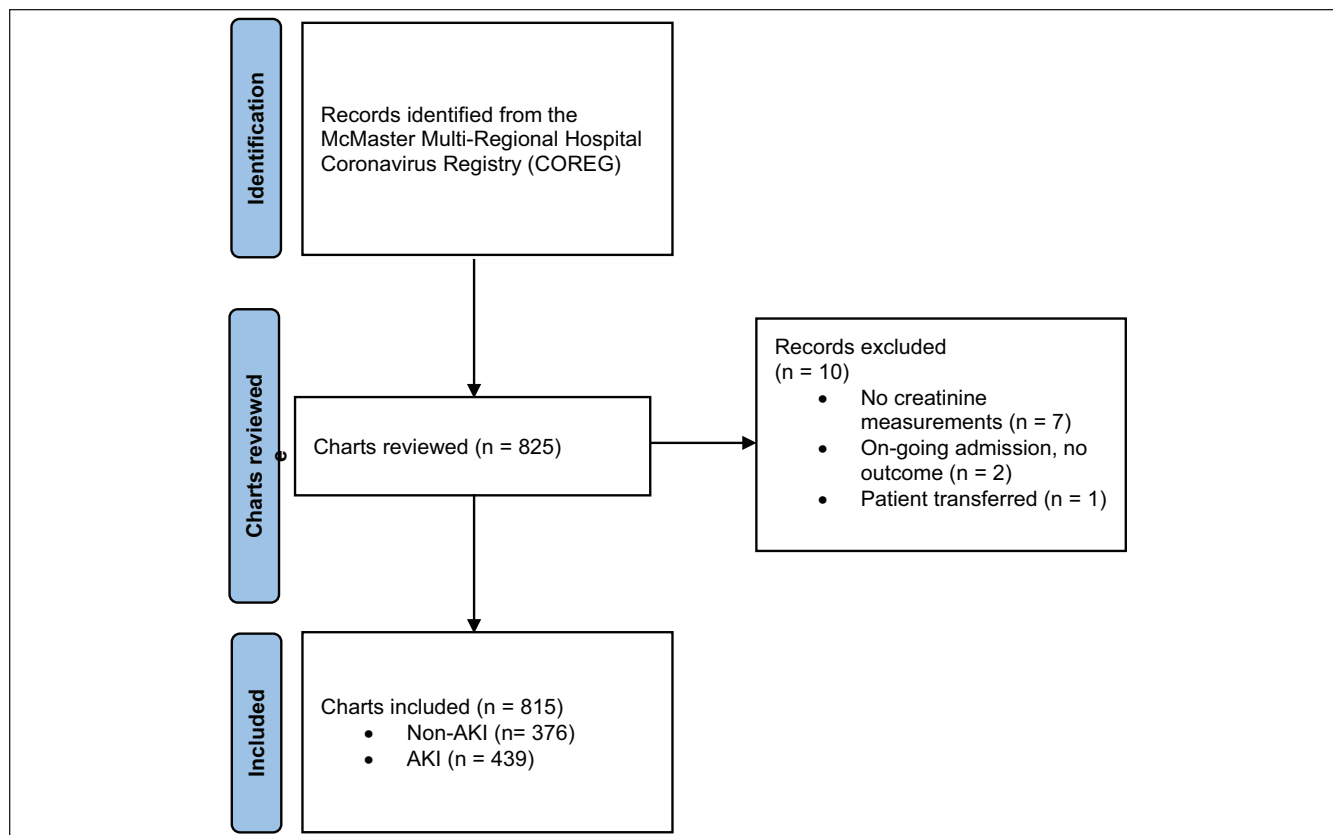 Identification
Records identified from the
McMaster Multi-Regional Hospital
Coronavirus Registry (COREG)
Charts reviewed
e
Charts reviewed (n = 825)
Records excluded
(n = 10)
• No creatinine
measurements (n = 7)
• On-going admission, no
outcome (n = 2)
• Patient transferred (n = 1)
Included
Charts included (n = 815)
• Non-AKI (n= 376)
• AKI (n = 439)